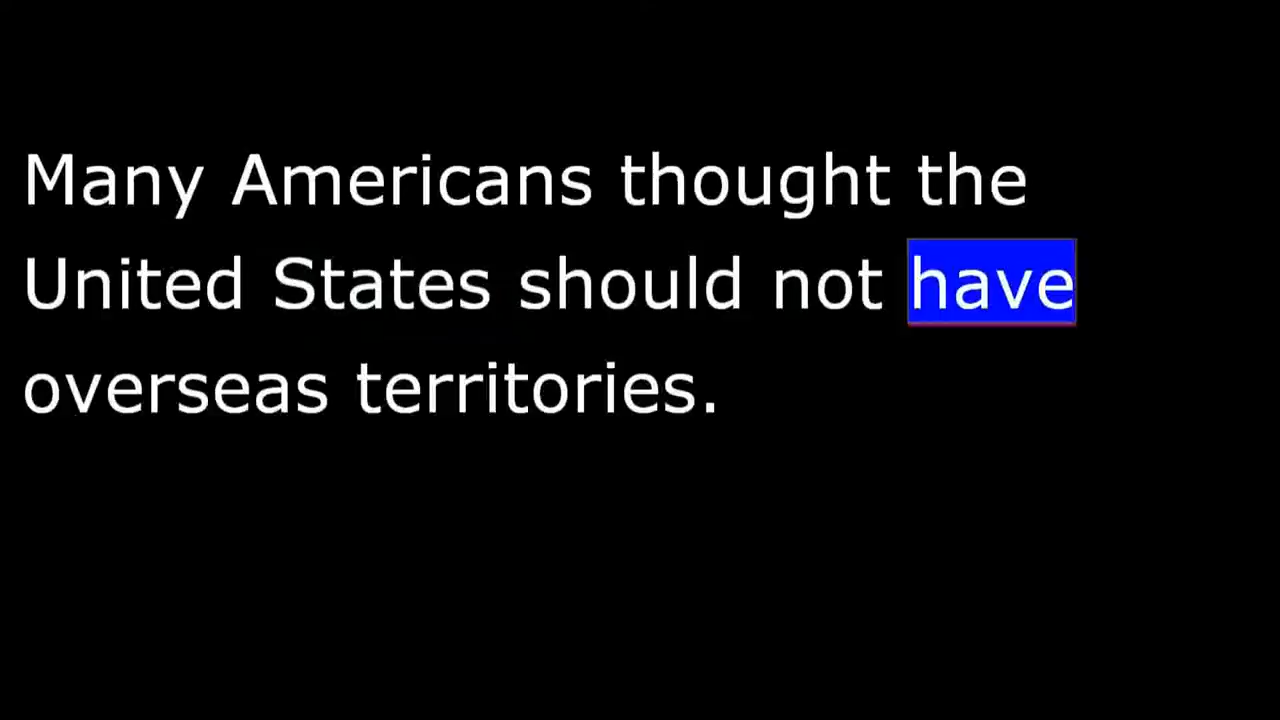 Many Americans thought the
United States should not have
overseas territories.